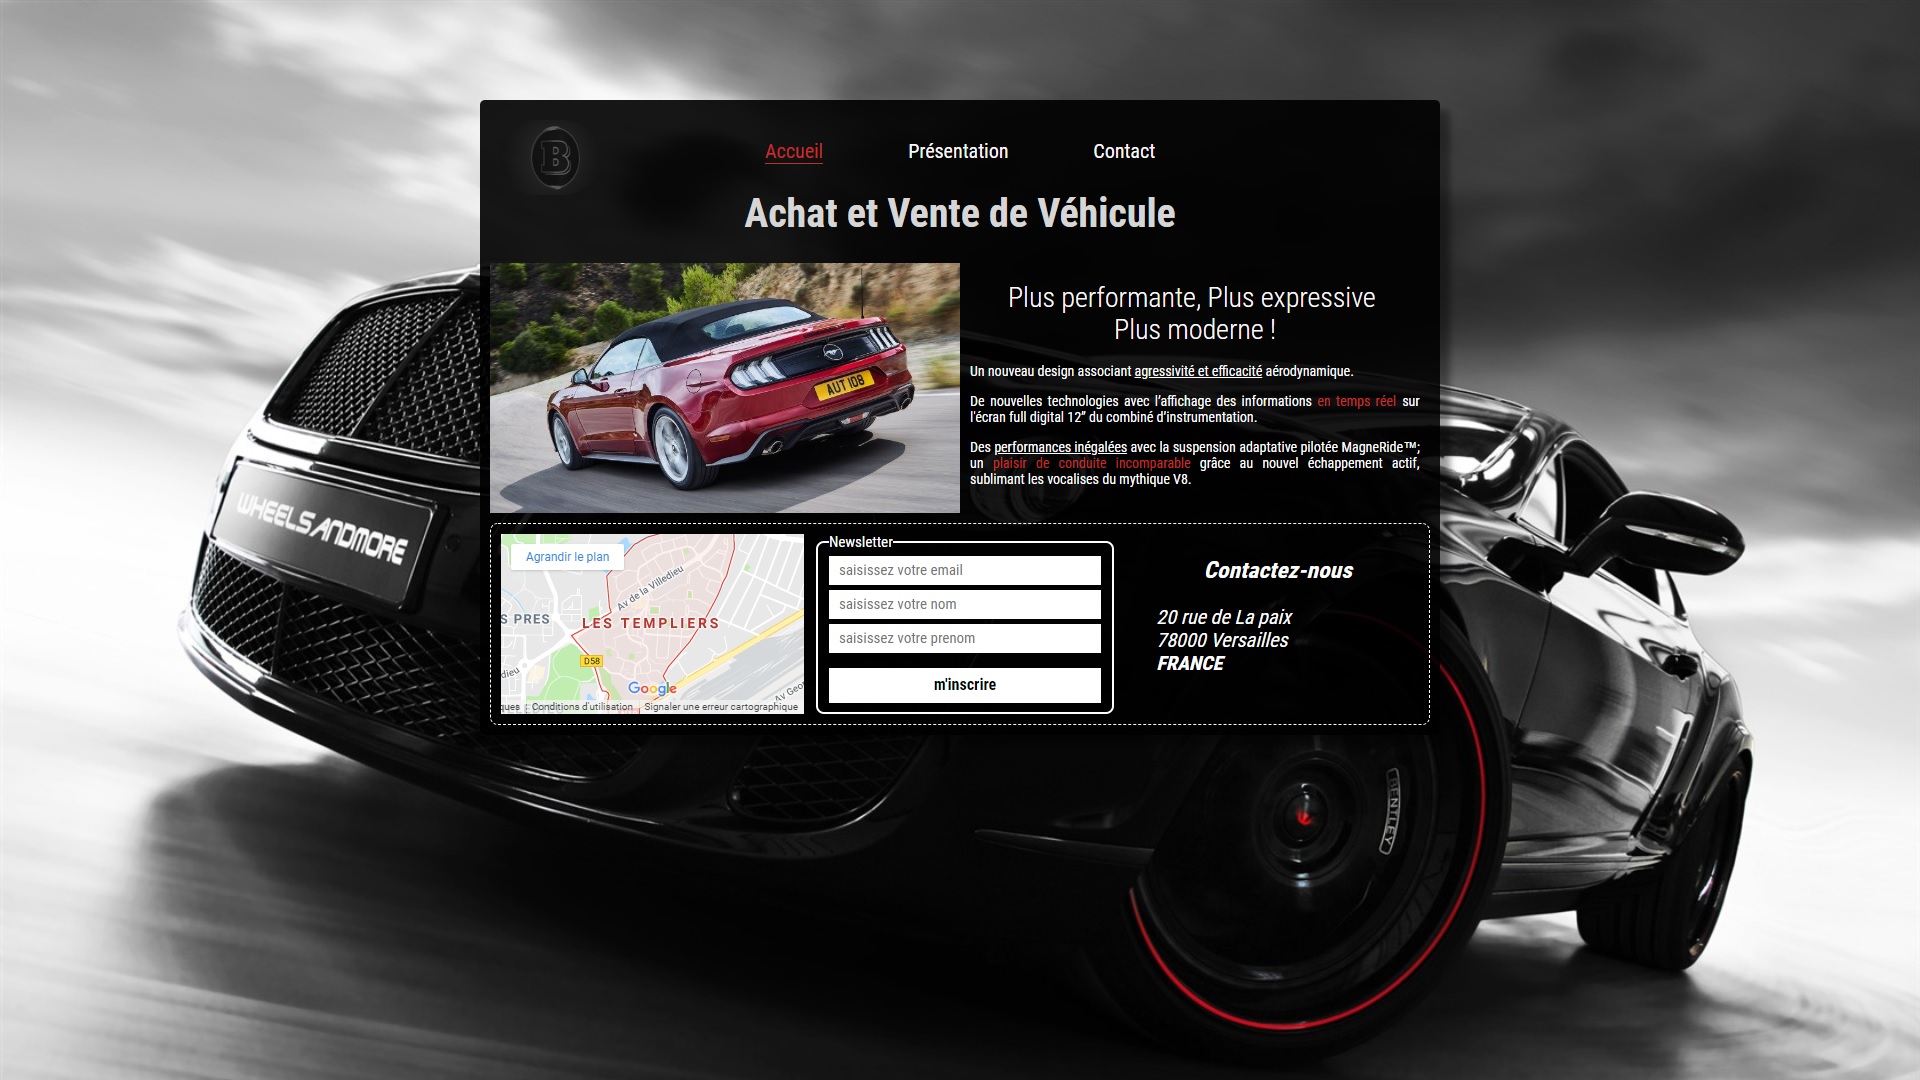 B
Accueil
Présentation
Contact
Achat et Vente de Véhicule
Plus performante, Plus expressive
Plus moderne !
Un nouveau design associant agressivité et efficacité aérodynamique.
De nouvelles technologies avec l’affichage des informations en temps réel sur
l'écran full digital 12’’ du combiné d’instrumentation.
Des performances inégalées avec la suspension adaptative pilotée MagneRide™;
un plaisir de conduite incomparable grâce au nouvel échappement actif,
sublimant les vocalises du mythique V8.
AUT 108
WHEELSANDMORE
Agrandir le plan
Av de la Villedieu
S PRES
LES TEMPLIERS
D58
dieu
Av Geor
Google
ques
Conditions d'utilisation
Signaler une erreur cartographique
Newsletter
saisissez votre email
saisissez votre nom
saisissez votre prenom
m'inscrire
Contactez-nous
20 rue de La paix
78000 Versailles
FRANCE
BENTLEY